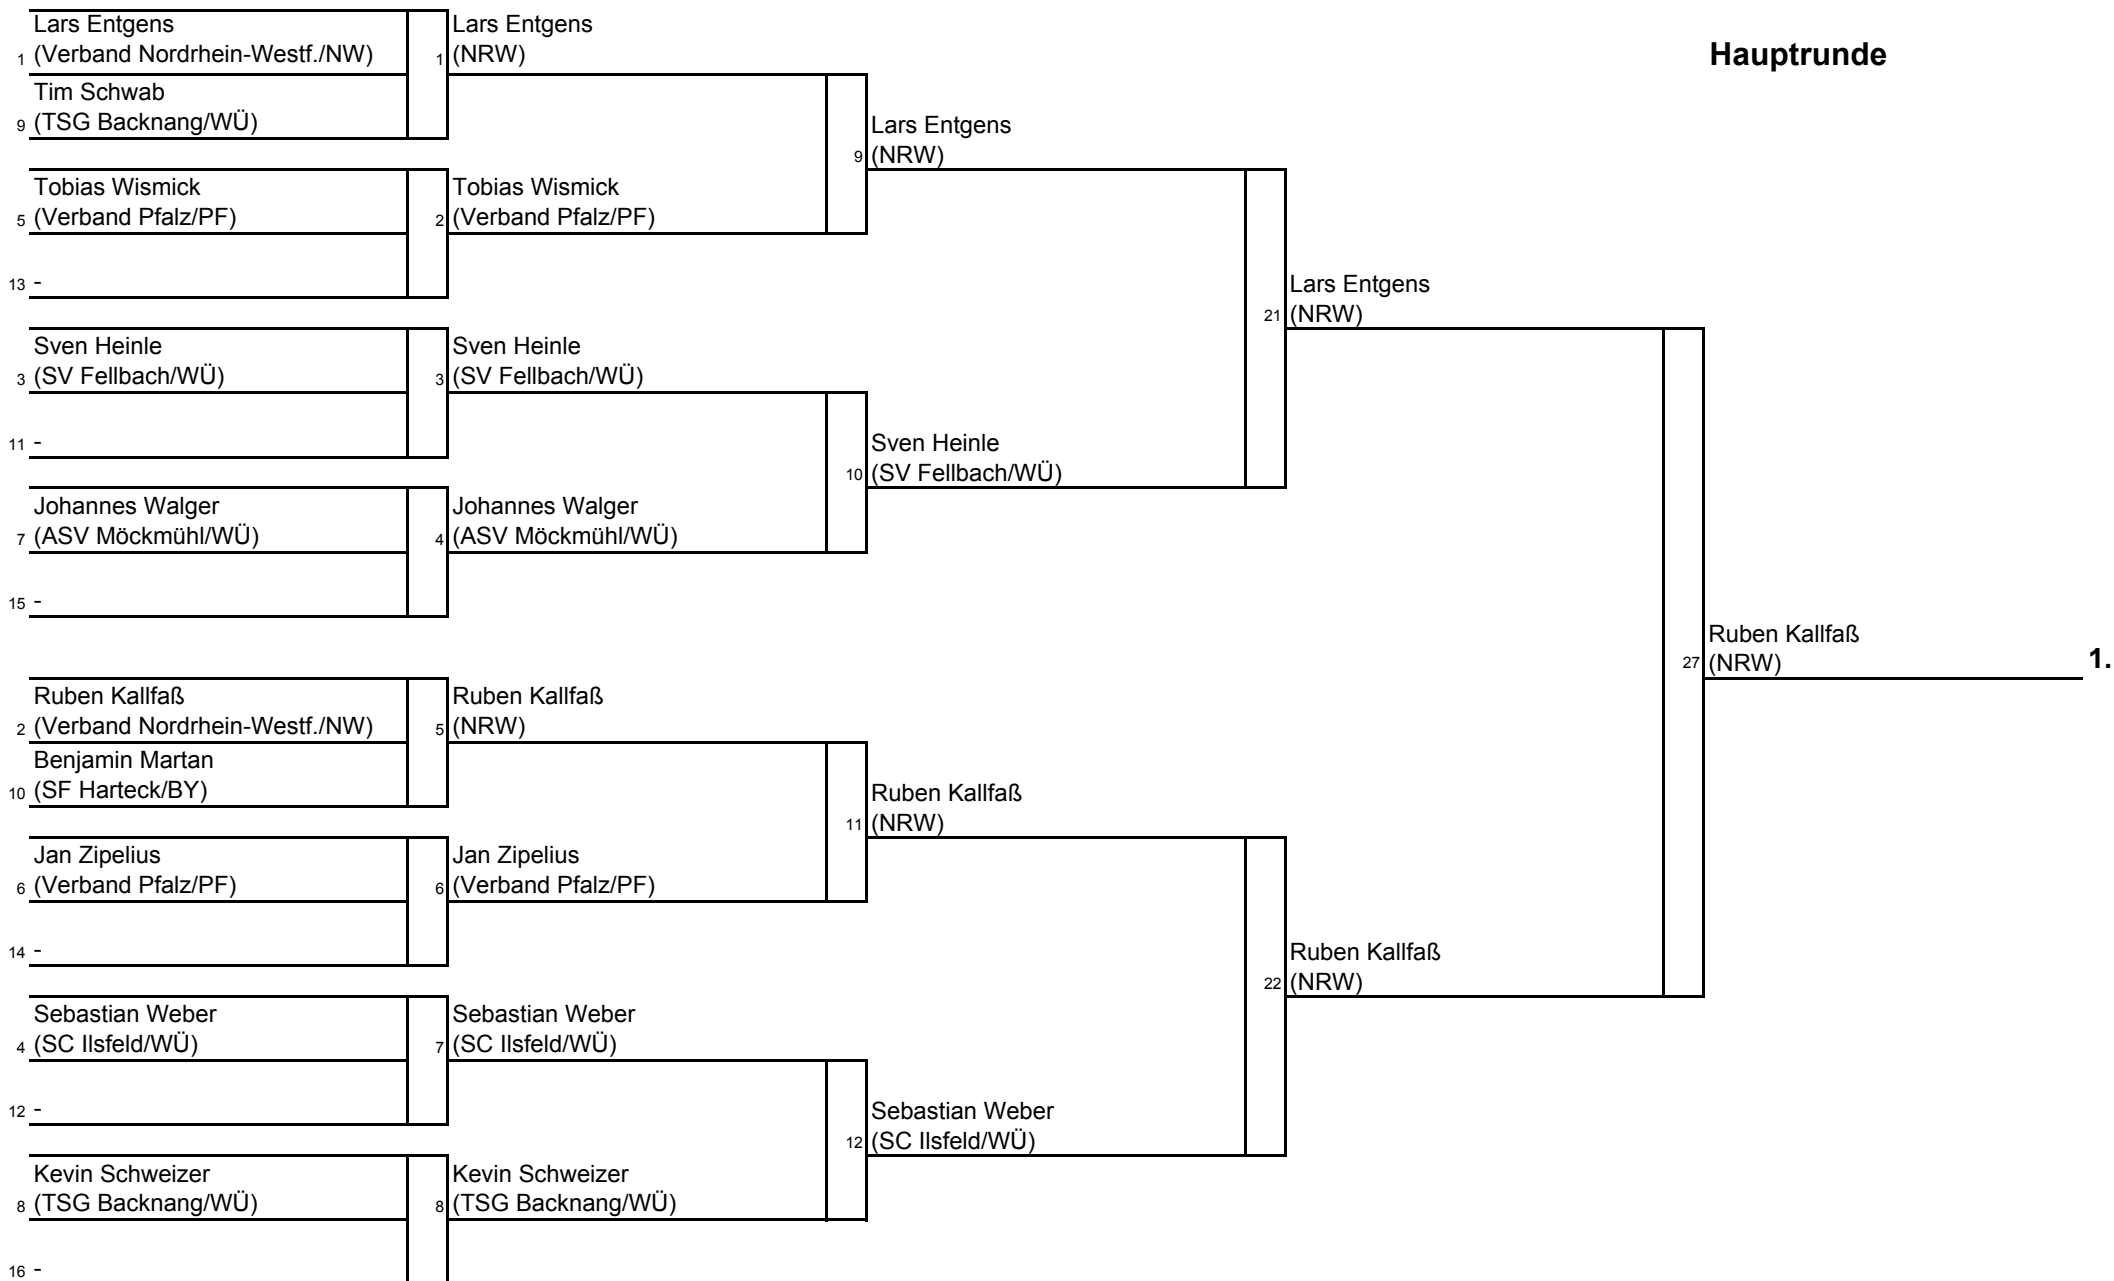 Hauptrunde
Lars Entgens
1 (Verband Nordrhein-Westf./NW)
Tim Schwab
9 (TSG Backnang/WÜ)
Tobias Wismick
5 (Verband Pfalz/PF)
13 -
Sven Heinle
3 (SV Fellbach/WÜ)
11 -
Johannes Walger
7 (ASV Möckmühl/WÜ)
15 -
Ruben Kallfaß
2 (Verband Nordrhein-Westf./NW)
Benjamin Martan
10 (SF Harteck/BY)
Jan Zipelius
6 (Verband Pfalz/PF)
14 -
Sebastian Weber
4 (SC Ilsfeld/WÜ)
12 -
Kevin Schweizer
8 (TSG Backnang/WÜ)
16 -
Lars Entgens
1 (NRW)
Tobias Wismick
2 (Verband Pfalz/PF)
Sven Heinle
3 (SV Fellbach/WÜ)
Johannes Walger
4 (ASV Möckmühl/WÜ)
Ruben Kallfaß
5 (NRW)
Jan Zipelius
6 (Verband Pfalz/PF)
Sebastian Weber
7 (SC Ilsfeld/WÜ)
Kevin Schweizer
8 (TSG Backnang/WÜ)
Lars Entgens
9 (NRW)
Sven Heinle
10 (SV Fellbach/WÜ)
Ruben Kallfaß
11 (NRW)
Sebastian Weber
12 (SC Ilsfeld/WÜ)
Lars Entgens
21 (NRW)
Ruben Kallfaß
22 (NRW)
Ruben Kallfaß
27 (NRW)
1.